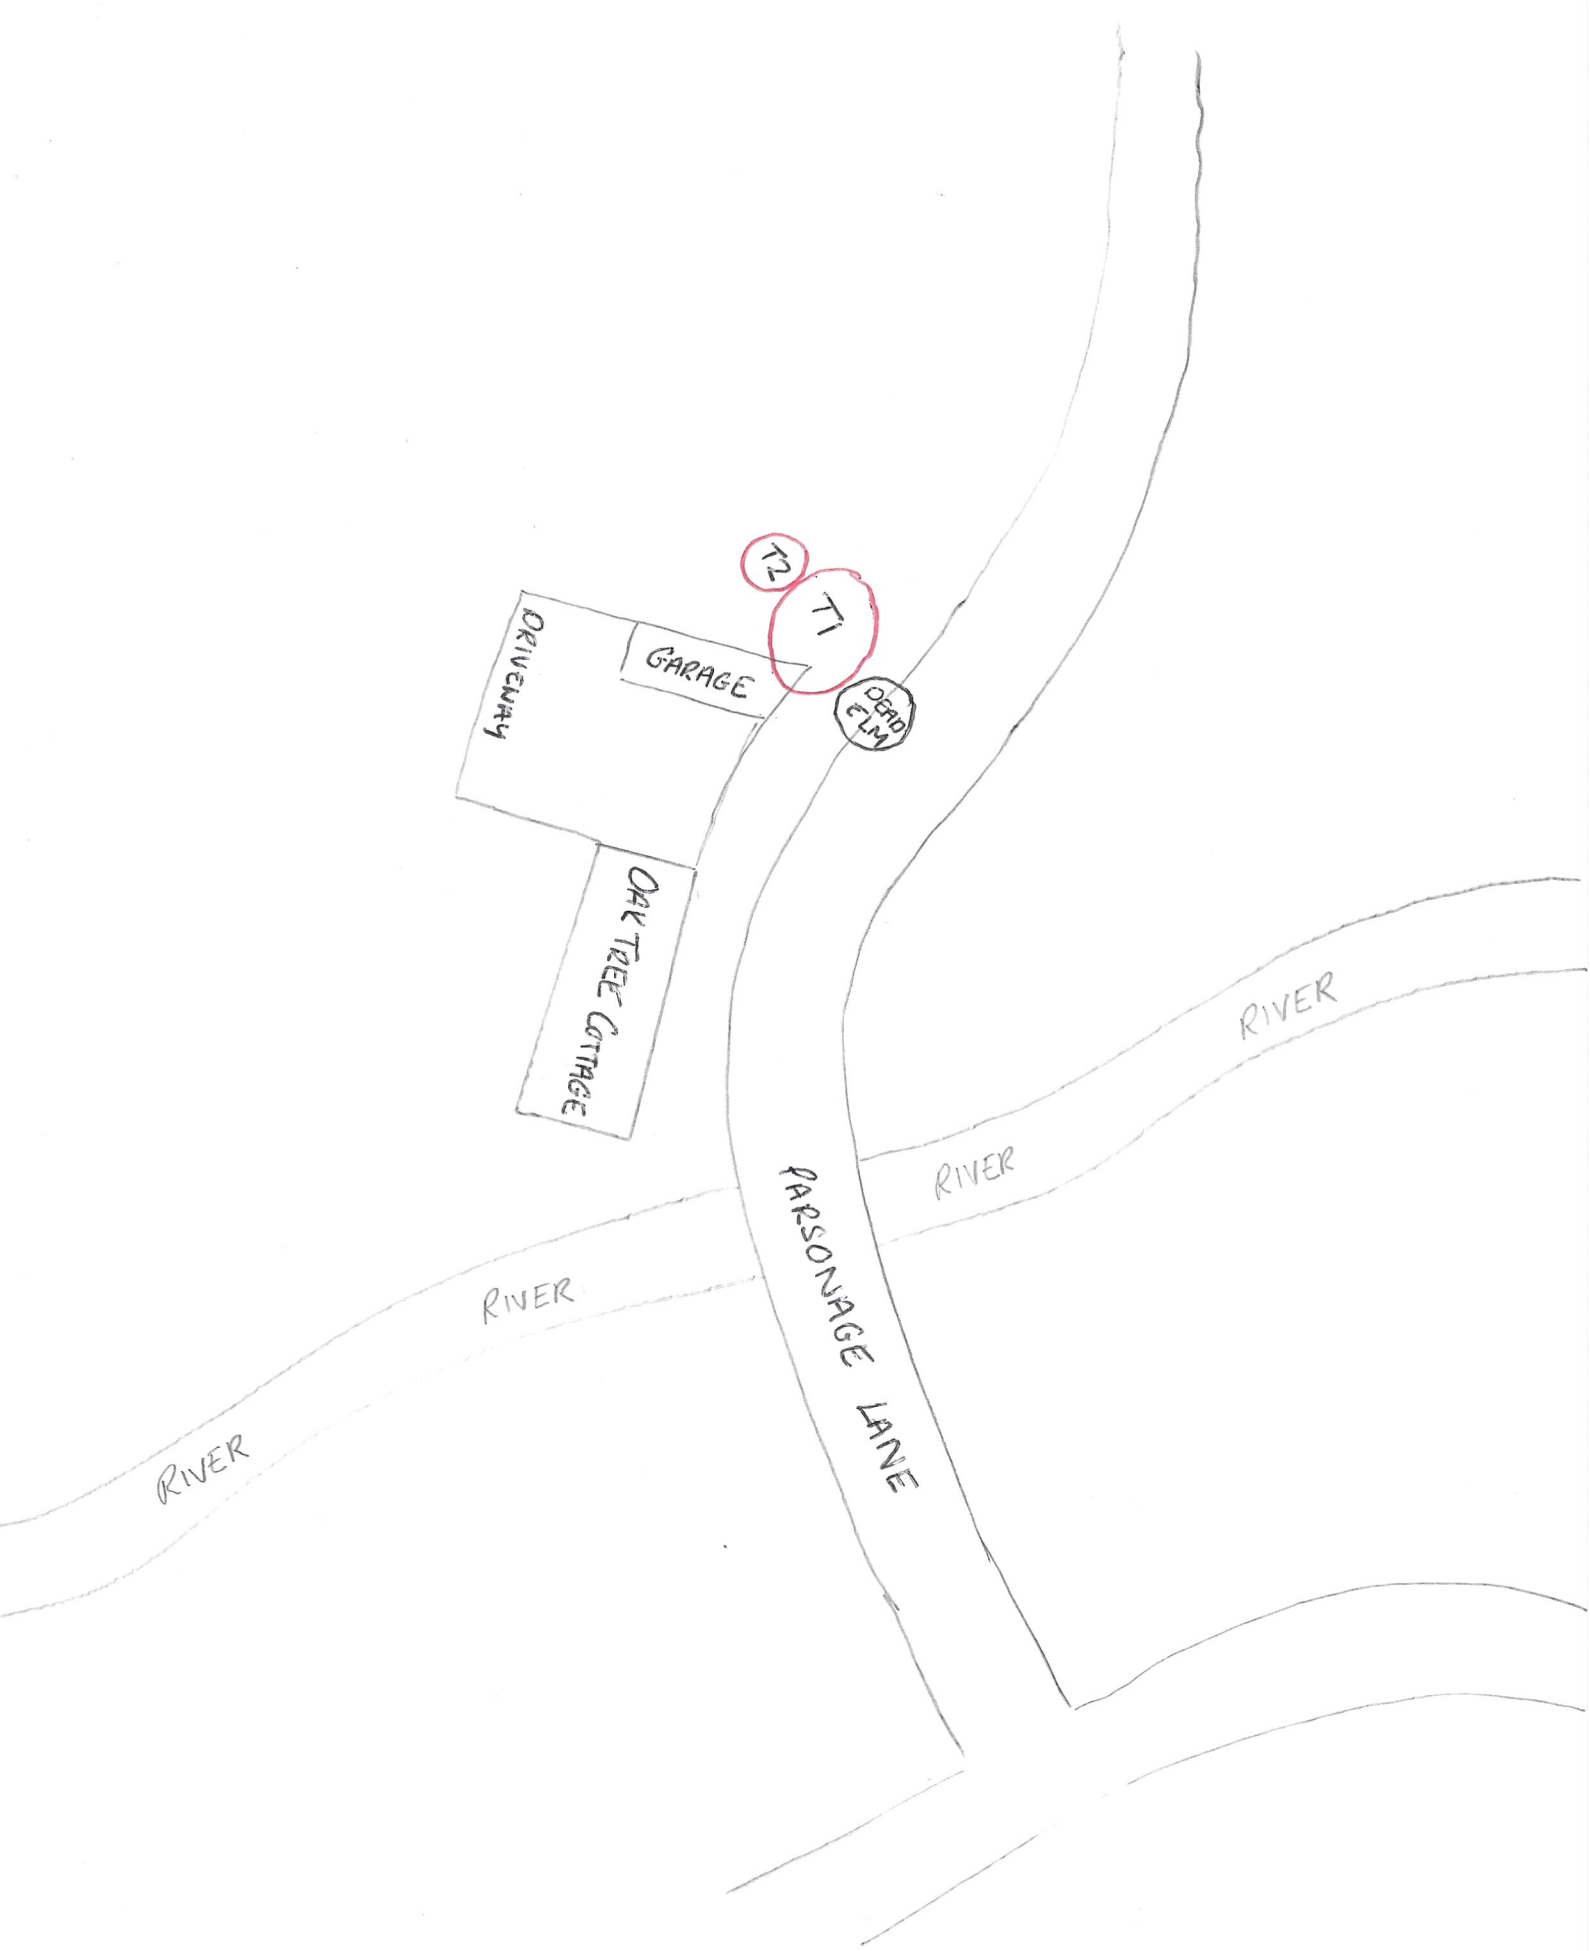 T2
T1
GARAGE
DRIVEWAY
DEAD
ELM
OAK TREE COTTAGE
RIVER
RIVER
PARSONAGE LANE
RIVER
RIVER